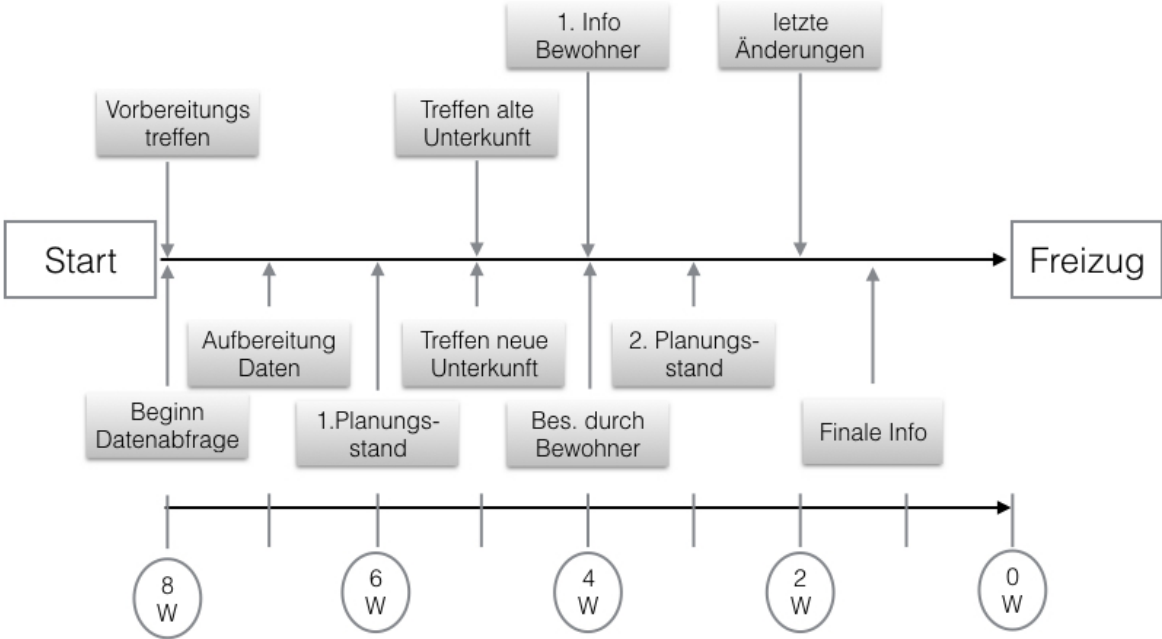 1. Info
Bewohner
letzte
Änderungen
Vorbereitungs
treffen
Treffen alte
Unterkunft
Start
Freizug
Aufbereitung
Daten
Treffen neue
Unterkunft
2. Planungs-
stand
Beginn
Datenabfrage
1.Planungs-
stand
Bes. durch
Bewohner
Finale Info
8
W
6
W
4
W
2
W
0
W